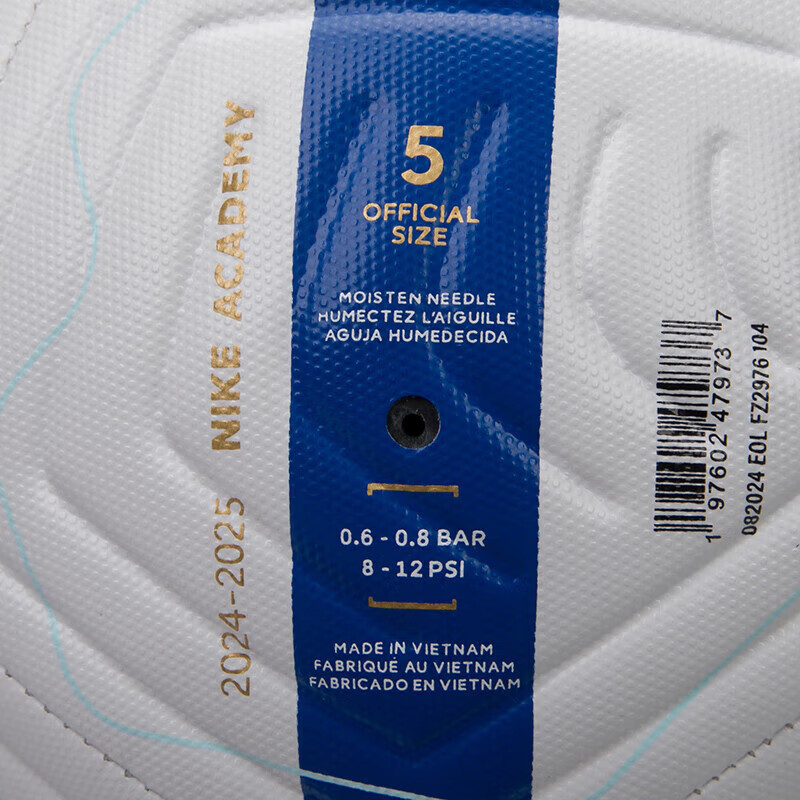 2024-2025 NIKE ACADEMY
5
OFFICIAL
SIZE
MOISTEN NEEDLE
HUMECTEZ L'AIGUILLE
AGUJA HUMEDECIDA
0.6 - 0.8 BAR
8 - 12 PSI
MADE IN VIETNAM
FABRIQUÉ AU VIETNAM
FABRICADO EN VIETNAM
1 97602 47973 7
082024 EOL FZ2976 104